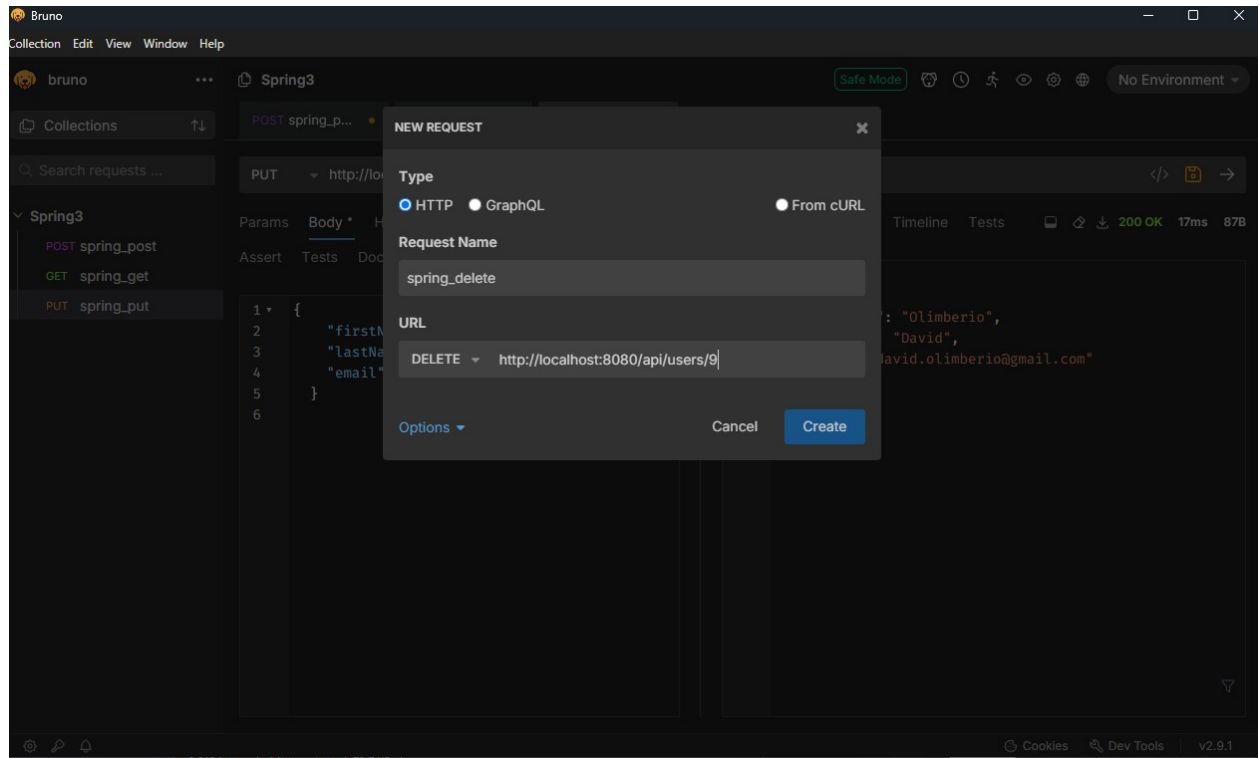 Bruno
Collection Edit View Window Help
bruno
Spring3
Safe Mode
No Environment
Collections
POST spring_p...
Search requests ...
PUT http://lo
Spring3
POST spring_post
GET spring_get
PUT spring_put
Params Body
Assert Tests Doc
1 {
2 "firstN
3 "lastNa
4 "email"
5 }
6
NEW REQUEST
Type
HTTP GraphQL From cURL
Request Name
spring_delete
URL
DELETE http://localhost:8080/api/users/9
Options Cancel Create
Timeline Tests 200 OK 17ms 87B
: "Olimberio",
"David",
david.olimberio@gmail.com"
Cookies Dev Tools v2.9.1